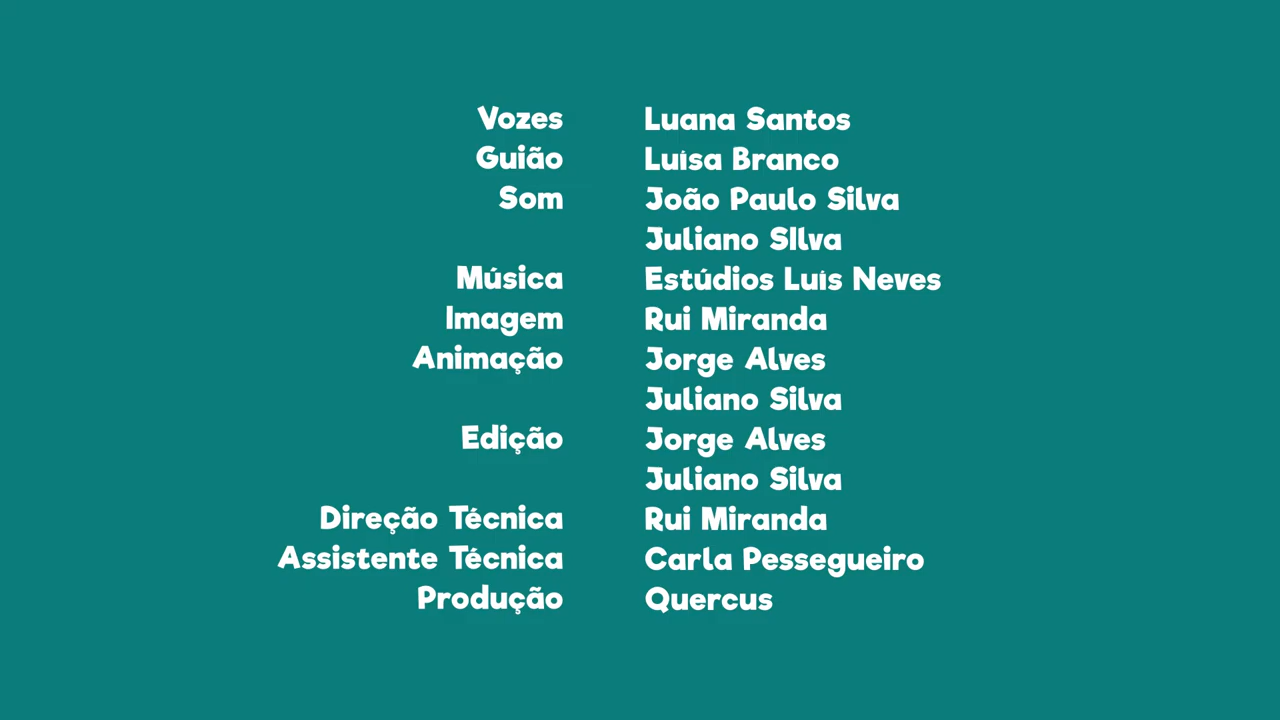 Vozes Luana Santos
Guião Luísa Branco
Som João Paulo Silva
Juliano SIlva
Música Estúdios Luís Neves
Imagem Rui Miranda
Animação Jorge Alves
Juliano Silva
Edição Jorge Alves
Juliano Silva
Direção Técnica Rui Miranda
Assistente Técnica Carla Pessegueiro
Produção Quercus